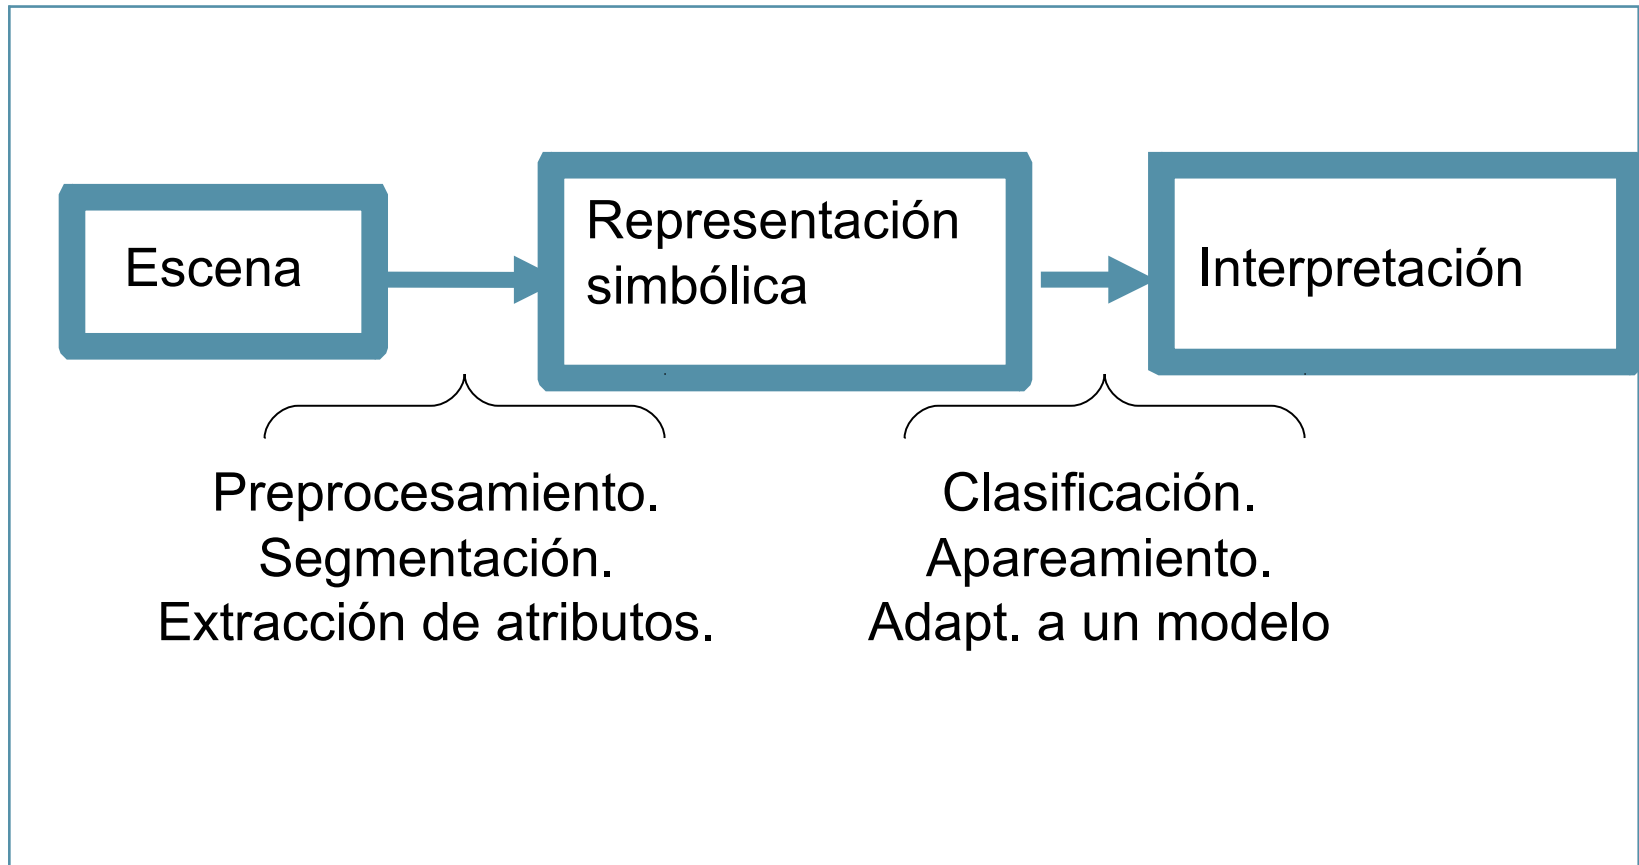 Escena
Representación
simbólica
Interpretación
Preprocesamiento.
Segmentación.
Extracción de atributos.
Clasificación.
Apareamiento.
Adapt. a un modelo